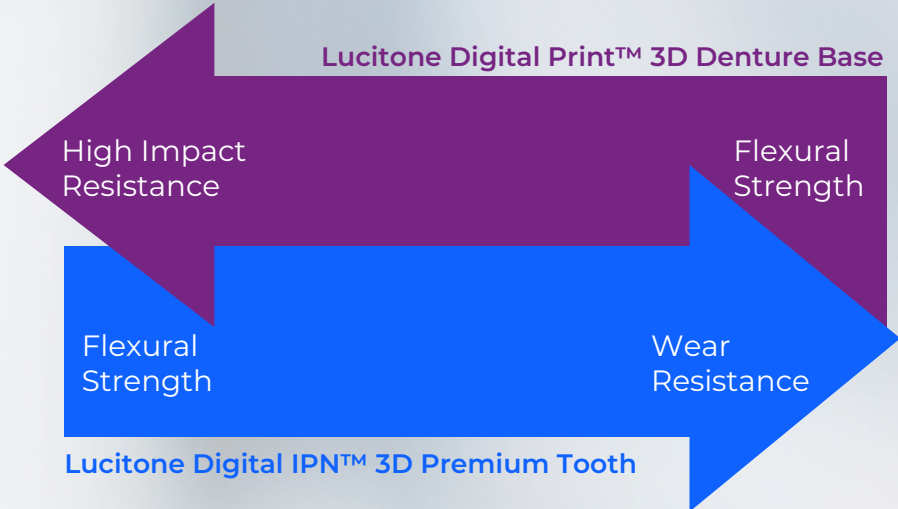 Lucitone Digital Print™ 3D Denture Base
High Impact
Resistance
Flexural
Strength
Flexural
Strength
Wear
Resistance
Lucitone Digital IPN™ 3D Premium Tooth